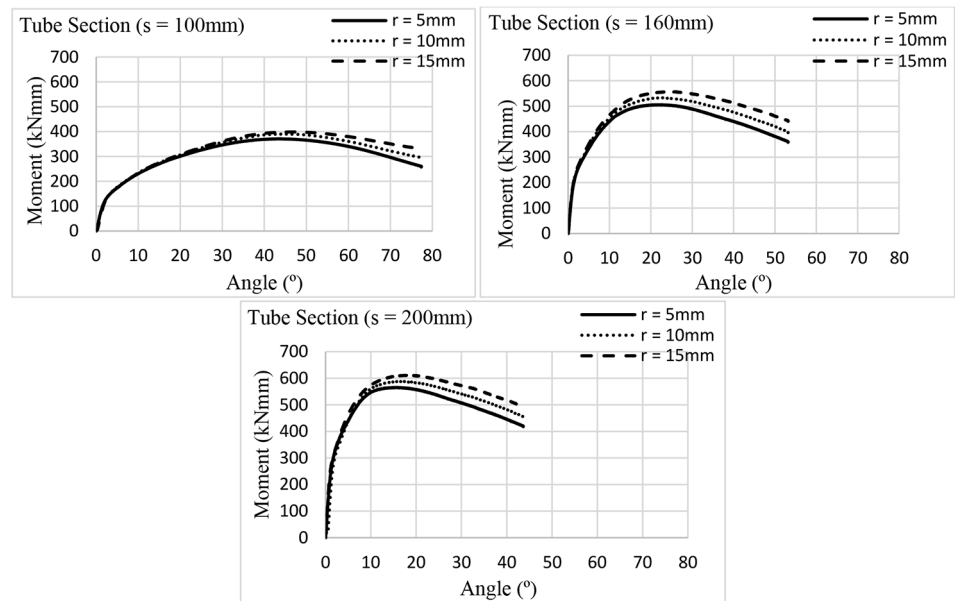 Tube Section (s = 100mm)
r = 5mm
r = 10mm
r = 15mm
700
600
500
400
300
200
100
0
Moment (kNmm)
0 10 20 30 40 50 60 70 80
Angle (º)
Tube Section (s = 160mm)
r = 5mm
r = 10mm
r = 15mm
700
600
500
400
300
200
100
0
Moment (kNmm)
0 10 20 30 40 50 60 70 80
Angle (º)
Tube Section (s = 200mm)
r = 5mm
r = 10mm
r = 15mm
700
600
500
400
300
200
100
0
Moment (kNmm)
0 10 20 30 40 50 60 70 80
Angle (º)